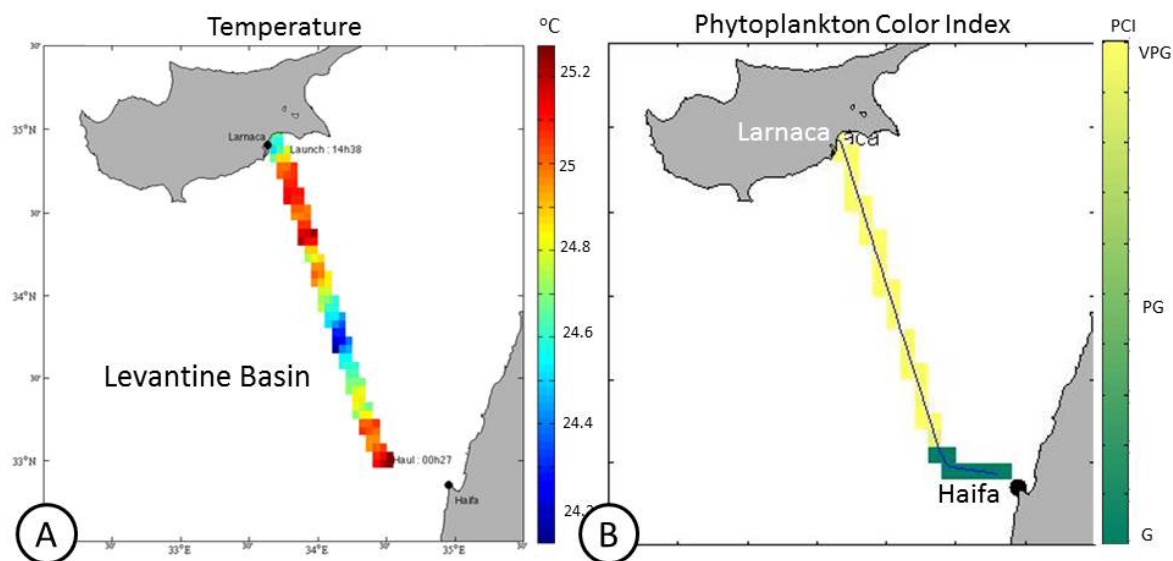 Temperature
°C
30'
35°N
30'
34°N
30'
33°N
30'
33°E
30'
34°E
30'
35°E
30'
Larnaca
Launch : 14h38
Levantine Basin
Haul : 00h27
Haifa
25.2
25
24.8
24.6
24.4
24.2
A
Phytoplankton Color Index
PCI
VPG
PG
G
Larnaca
aca
Haifa
B